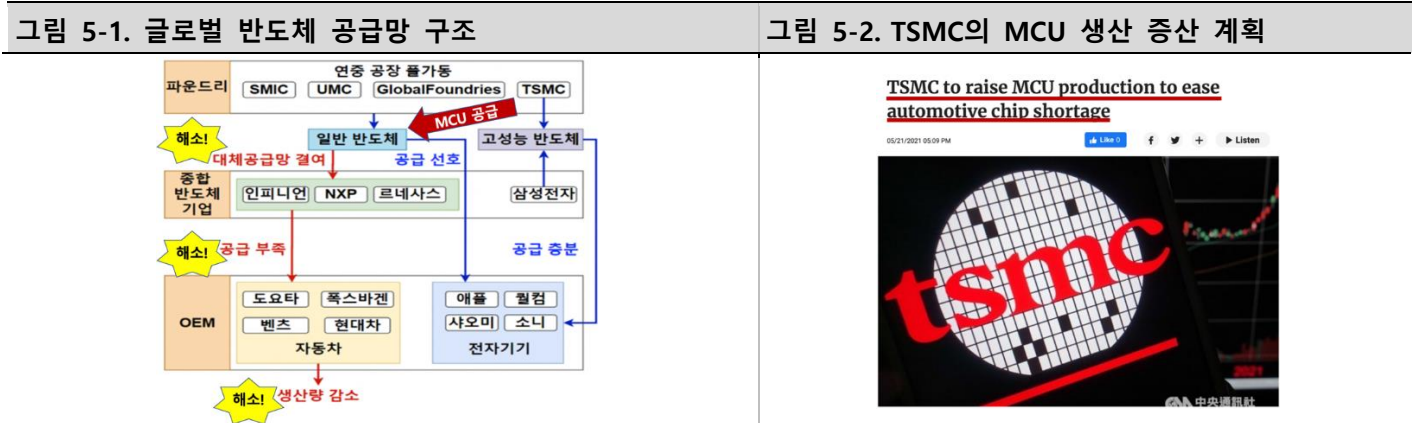 그림 5-1. 글로벌 반도체 공급망 구조
연중 공장 풀가동
파운드리
SMIC UMC GlobalFoundries TSMC
MCU 공급
해소!
일반 반도체 고성능 반도체
대체공급망 결여 공급 선호
종합
반도체
기업
인피니언 NXP 르네사스 삼성전자
해소! 공급 부족 공급 충분
OEM
도요타 폭스바겐
벤츠 현대차
자동차
애플 퀄컴
샤오미 소니
전자기기
해소! 생산량 감소
그림 5-2. TSMC의 MCU 생산 증산 계획
TSMC to raise MCU production to ease
automotive chip shortage
05/21/2021 05:09 PM
Like 0 Listen
tsmc
2021
中央通訊社